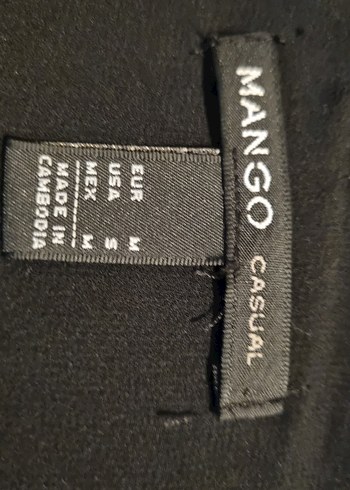 MANGO CASUAL
EUR M
USA S
MEX M
MADE IN
CAMBODIA